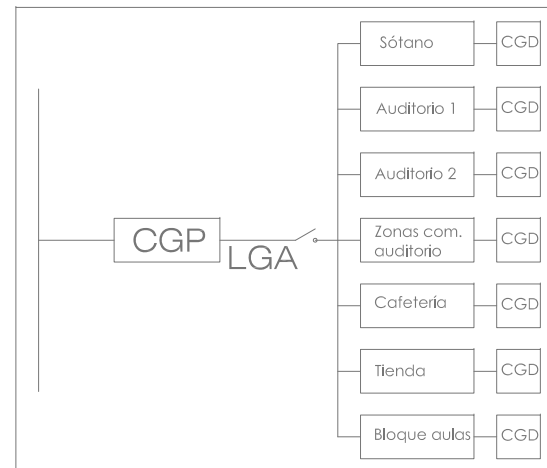 Sótano
CGD
Auditorio 1
CGD
Auditorio 2
CGD
CGP
LGA
Zonas com.
auditorio
CGD
Cafetería
CGD
Tienda
CGD
Bloque aulas
CGD